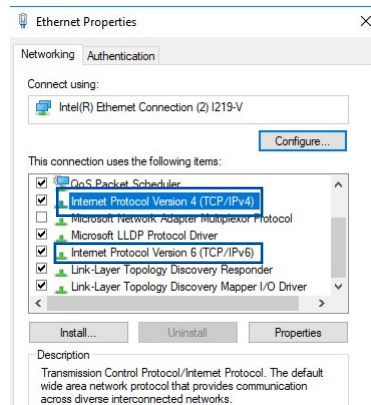 Ethernet Properties
Networking Authentication
Connect using:
Intel(R) Ethernet Connection (2) I219-V
Configure...
This connection uses the following items:
QoS Packet Scheduler
Internet Protocol Version 4 (TCP/IPv4)
Microsoft Network Adapter Multiplexor Protocol
Microsoft LLDP Protocol Driver
Internet Protocol Version 6 (TCP/IPv6)
Link-Layer Topology Discovery Responder
Link-Layer Topology Discovery Mapper I/O Driver
Install... Uninstall Properties
Description
Transmission Control Protocol/Internet Protocol. The default
wide area network protocol that provides communication
across diverse interconnected networks.